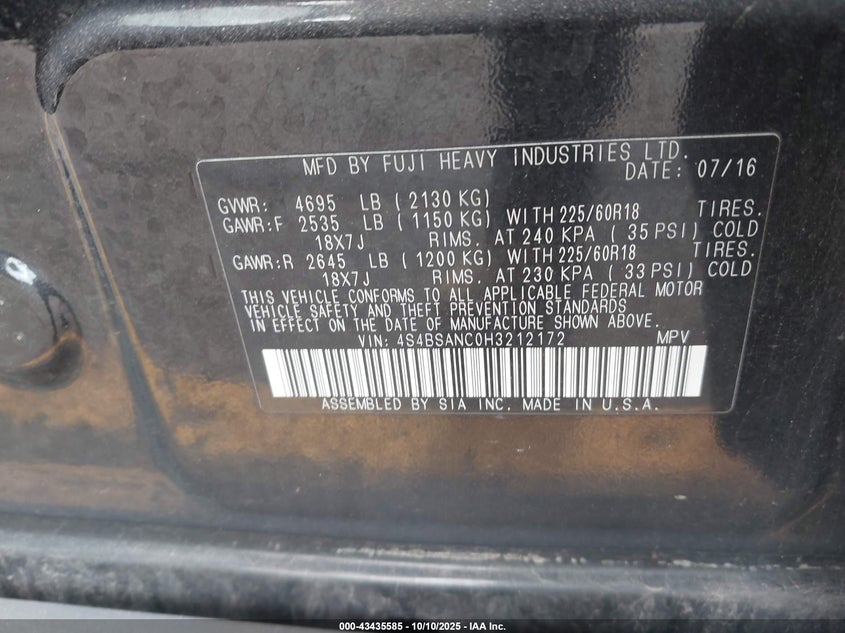 MFD BY FUJI HEAVY INDUSTRIES LTD.
DATE: 07/16
GVWR: 4695 LB ( 2130 KG)
GAWR:F 2535 LB ( 1150 KG) WITH 225/60R18 TIRES.
18X7J RIMS. AT 240 KPA ( 35 PSI) COLD
GAWR:R 2645 LB ( 1200 KG) WITH 225/60R18 TIRES.
18X7J RIMS. AT 230 KPA ( 33 PSI) COLD
THIS VEHICLE CONFORMS TO ALL APPLICABLE FEDERAL MOTOR
VEHICLE SAFETY AND THEFT PREVENTION STANDARDS
IN EFFECT ON THE DATE OF MANUFACTURE SHOWN ABOVE.
VIN: 4S4BSANC0H3212172 MPV
ASSEMBLED BY SIA INC. MADE IN U.S.A.
000-43435585 - 10/10/2025 - IAA Inc.